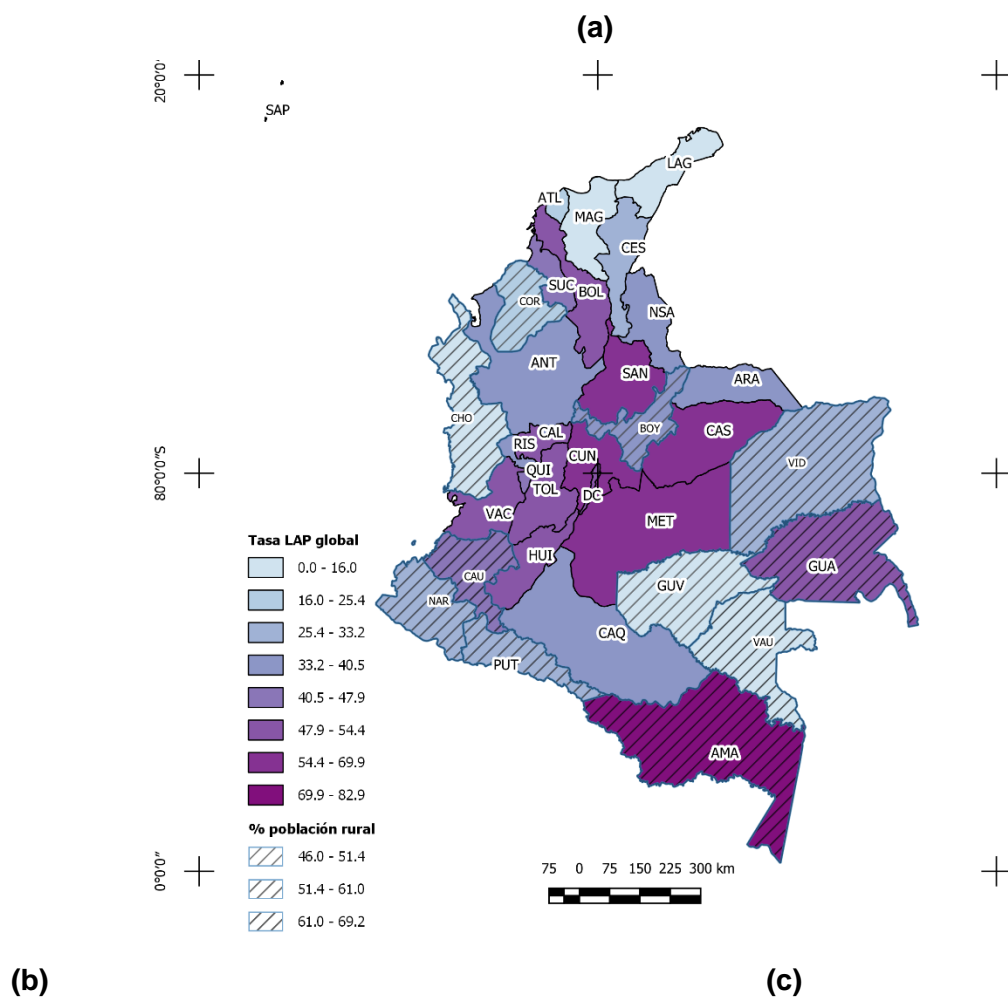 (a)
20°0'0"
SAP
LAG
ATL
MAG
CES
SUC
BOL
COR
NSA
ANT
SAN
ARA
CHO
BOY
CAS
CAL
RIS
CUN
VID
QUI
TOL
DC
80°0'0"S
VAC
MET
HUI
GUA
CAU
GUV
NAR
CAQ
VAU
PUT
AMA
Tasa LAP global
0.0 - 16.0
16.0 - 25.4
25.4 - 33.2
33.2 - 40.5
40.5 - 47.9
47.9 - 54.4
54.4 - 69.9
69.9 - 82.9
% población rural
46.0 - 51.4
51.4 - 61.0
61.0 - 69.2
0°0'0"
75 0 75 150 225 300 km
(b) (c)